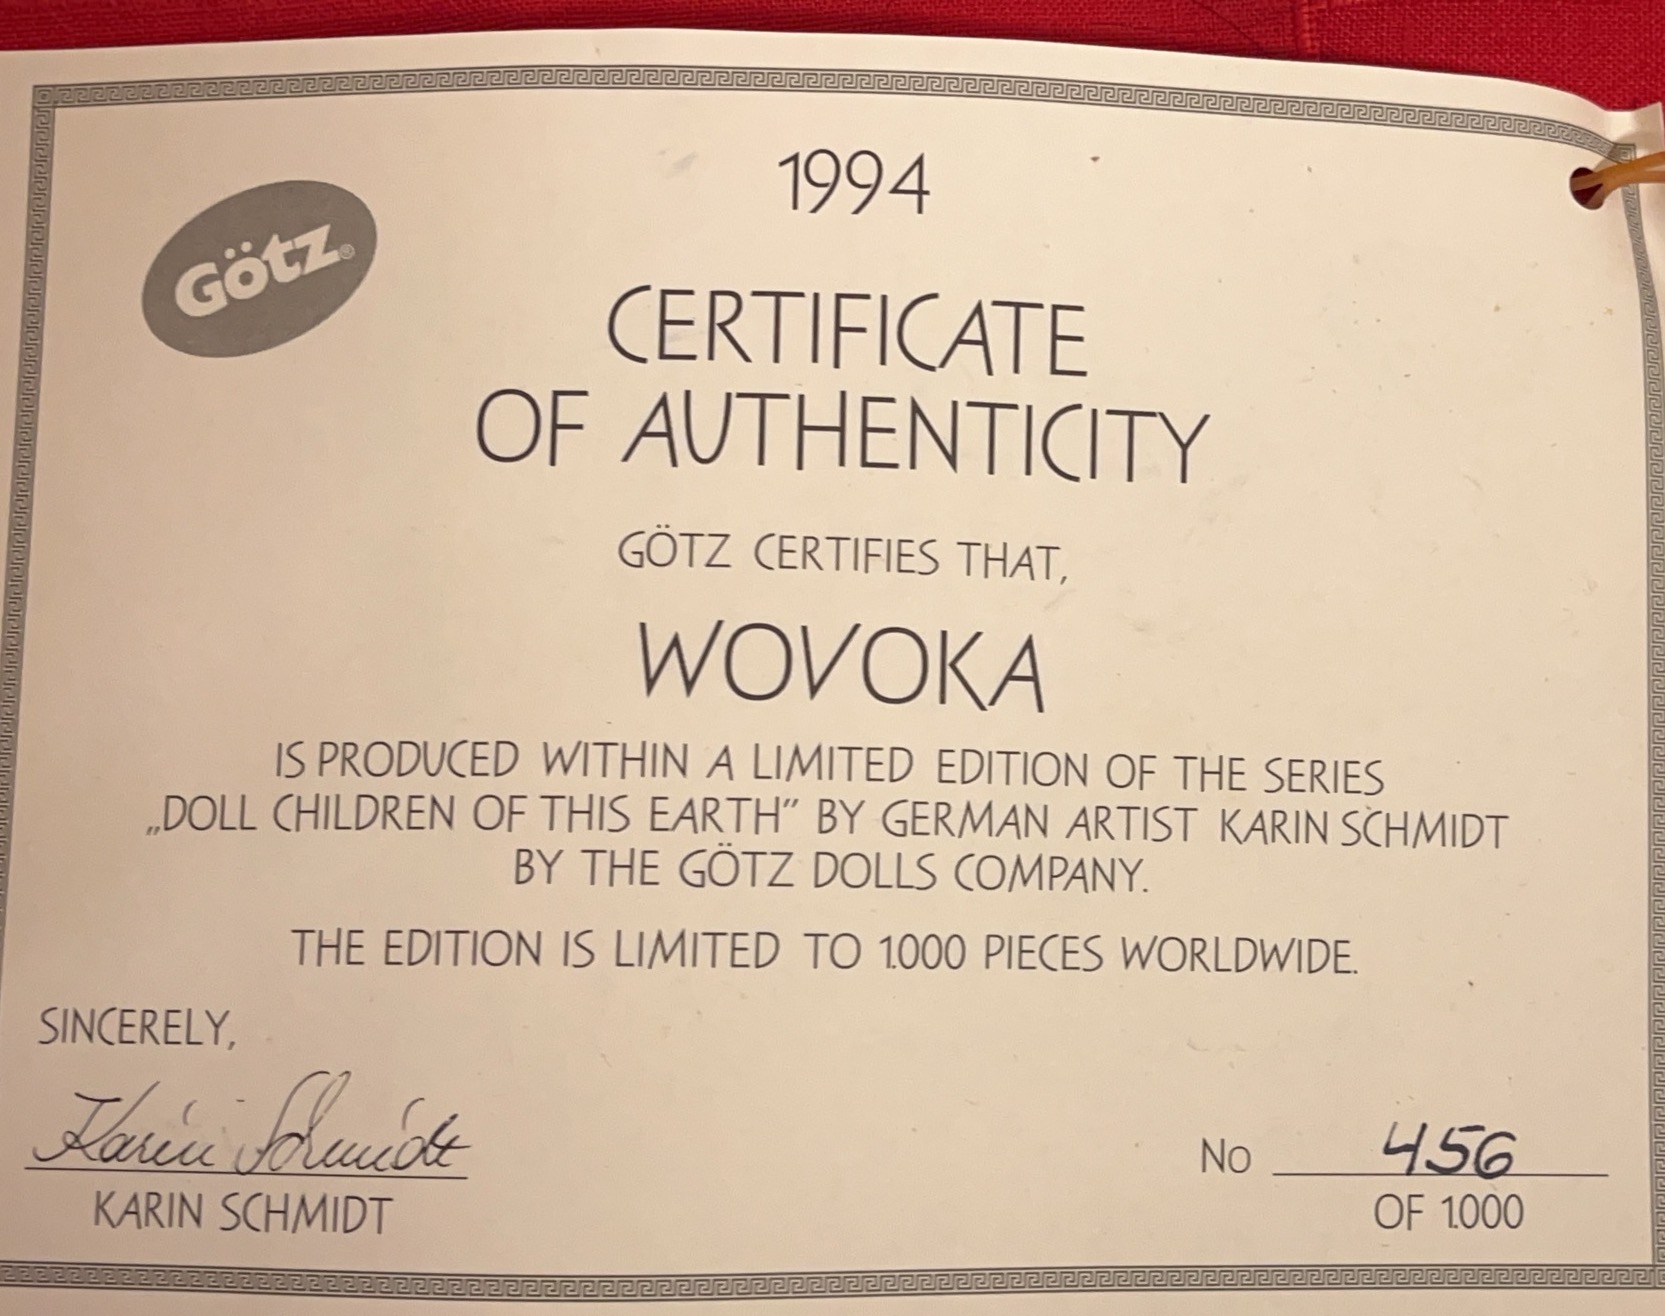 1994
Götz®
CERTIFICATE
OF AUTHENTICITY
GÖTZ CERTIFIES THAT,
WOVOKA
IS PRODUCED WITHIN A LIMITED EDITION OF THE SERIES
„DOLL CHILDREN OF THIS EARTH” BY GERMAN ARTIST KARIN SCHMIDT
BY THE GÖTZ DOLLS COMPANY.
THE EDITION IS LIMITED TO 1.000 PIECES WORLDWIDE.
SINCERELY,
Karin Schmidt
KARIN SCHMIDT
No 456
OF 1.000